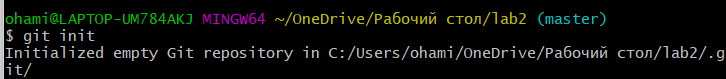 ohami@LAPTOP-UM784AKJ MINGW64 ~/OneDrive/Рабочий стол/lab2 (master)
$ git init
Initialized empty Git repository in C:/Users/ohami/OneDrive/Рабочий стол/lab2/.g
it/